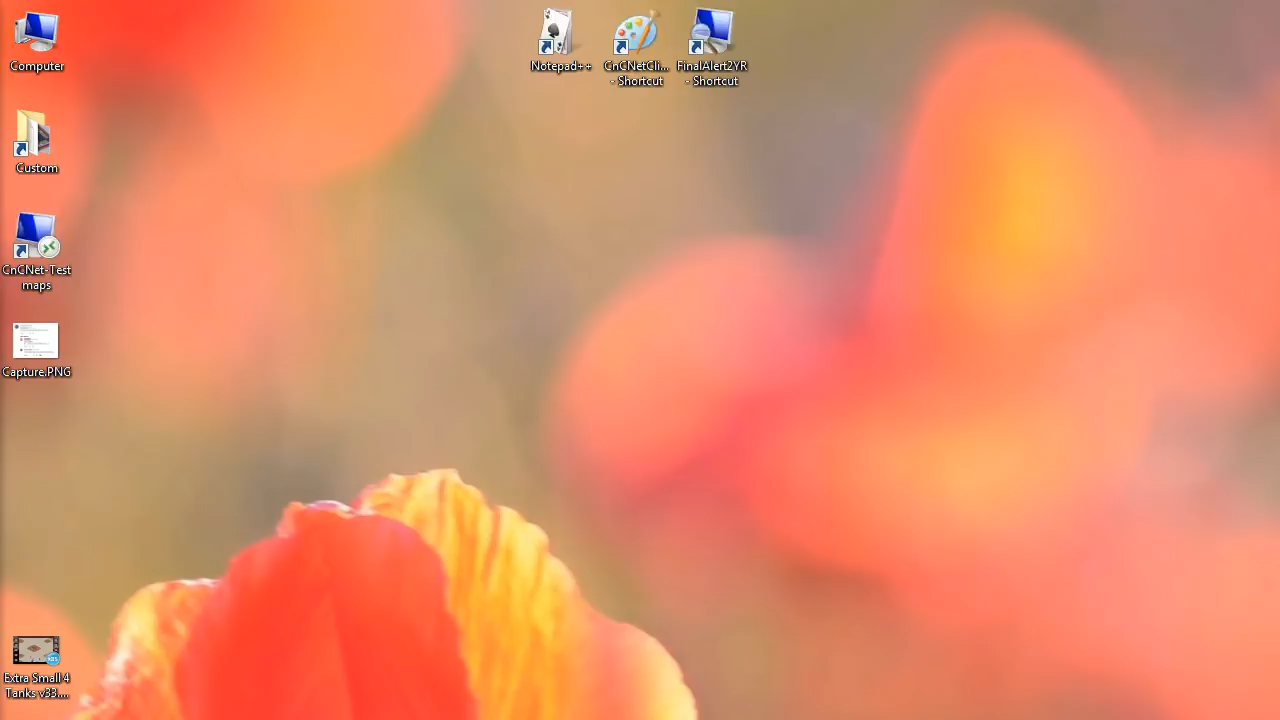 Computer
Notepad++
CnCNetCli...
- Shortcut
FinalAlert2YR
- Shortcut
Custom
CnCNet-Test
maps
Capture.PNG
Extra Small 4
Tanks v33....